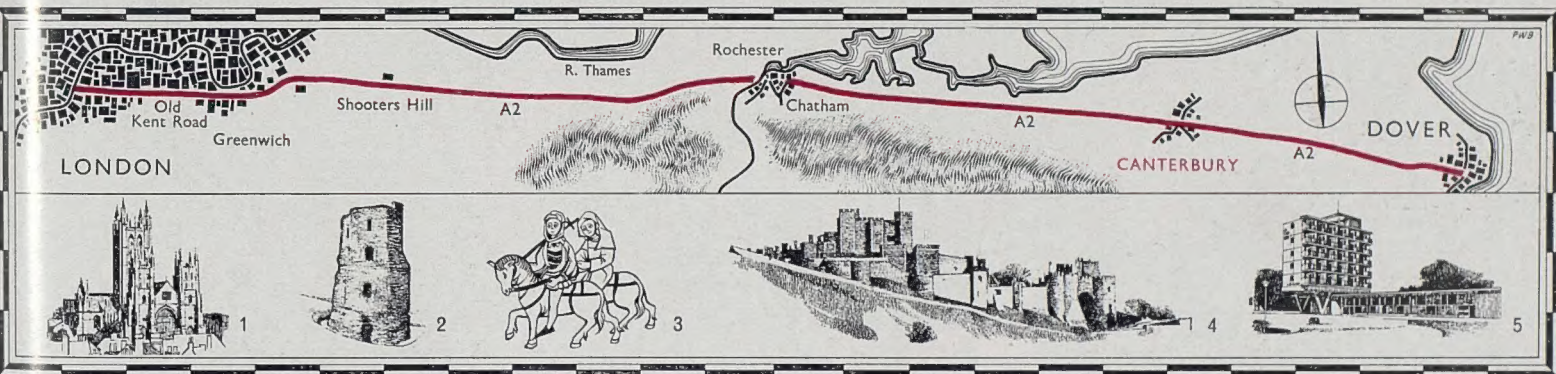 PWB
Rochester
R. Thames
Old
Kent Road
Shooters Hill
A2
Chatham
A2
Greenwich
DOVER
A2
LONDON
CANTERBURY
1
2
3
4
5